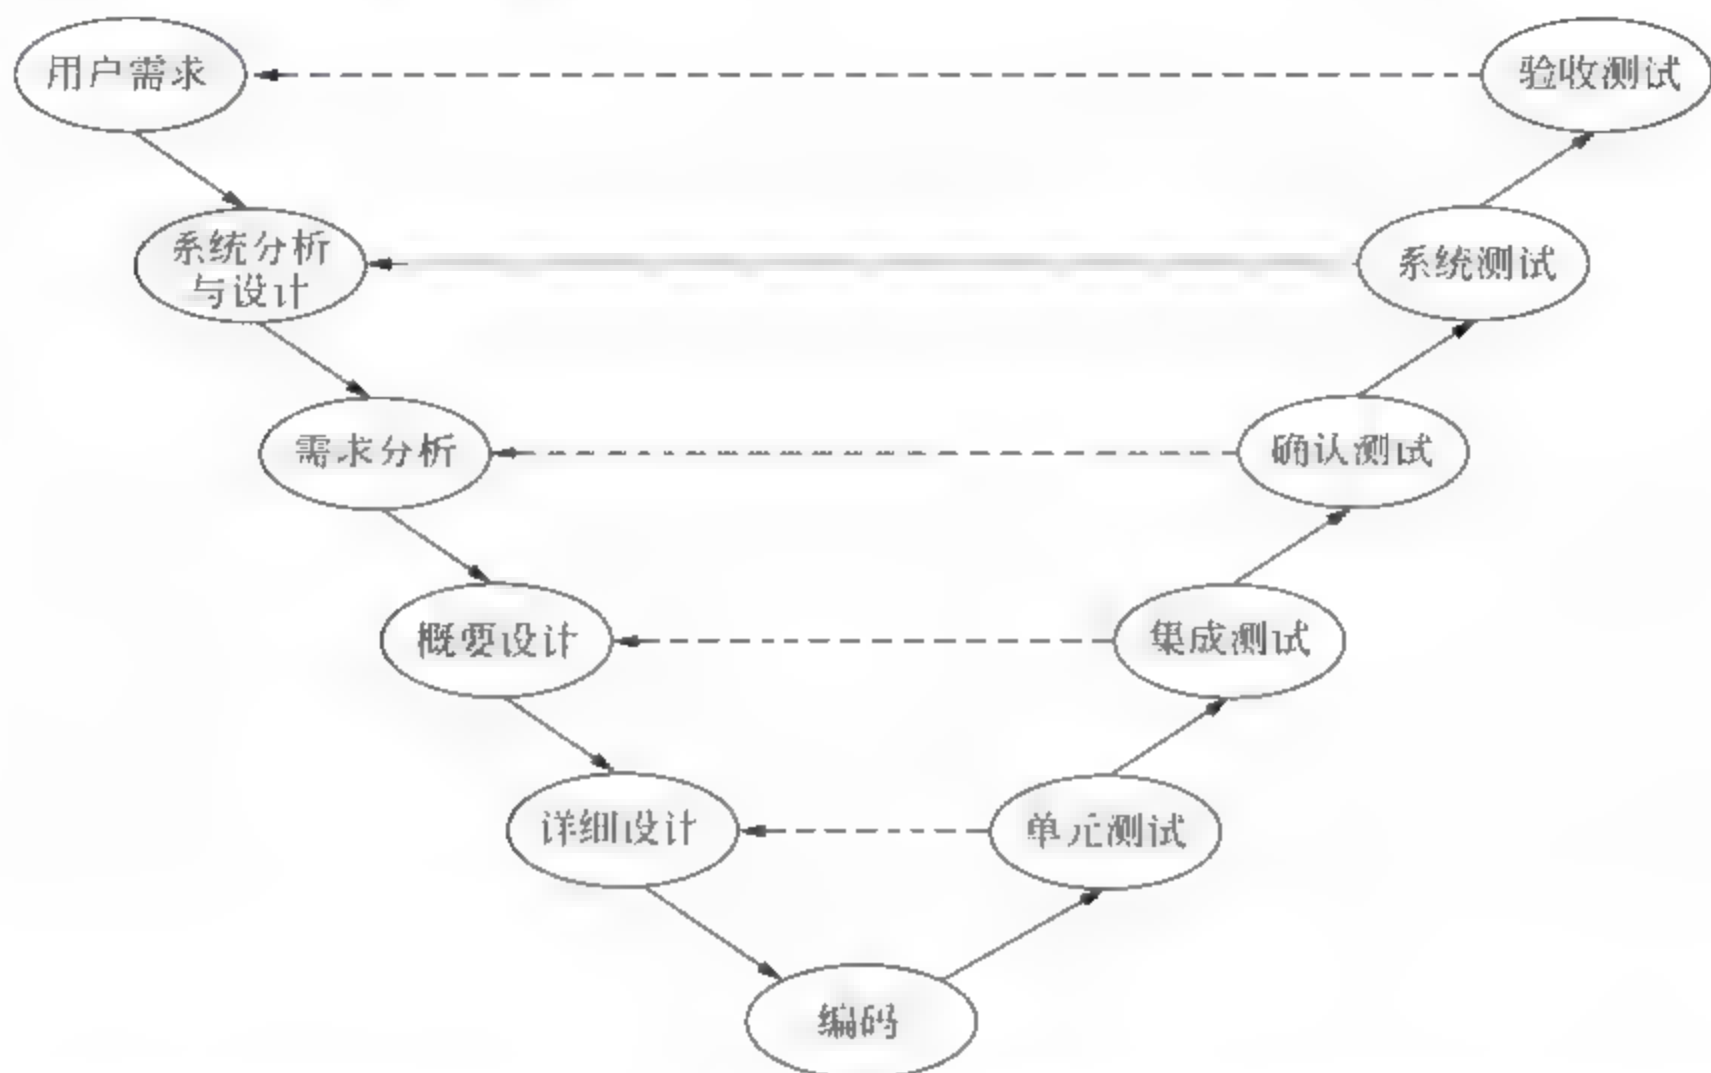 用户需求
验收测试
系统分析
与设计
系统测试
需求分析
确认测试
概要设计
集成测试
详细设计
单元测试
编码